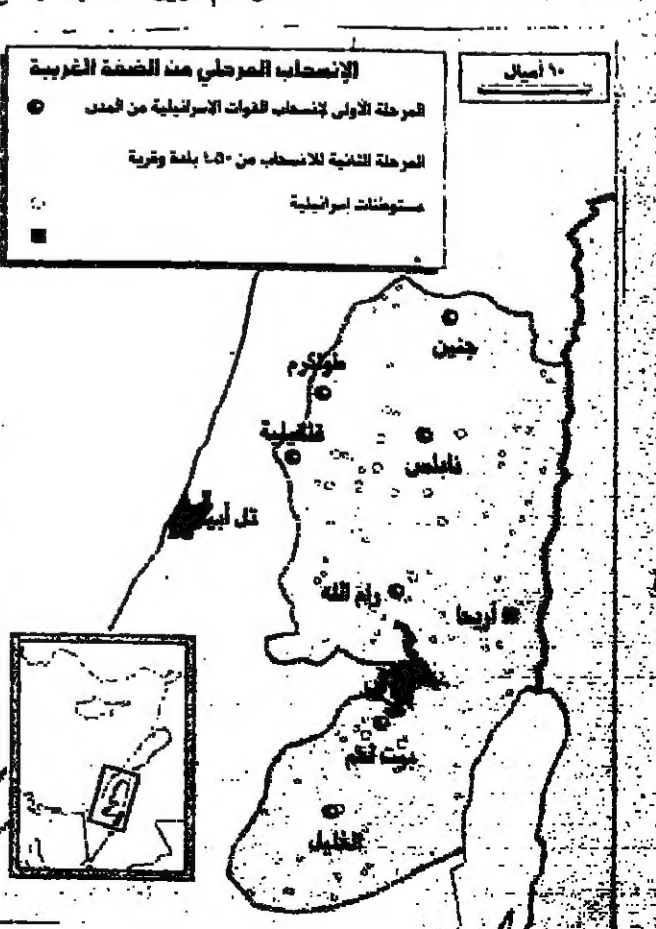 الإنسحاب المرحلي من الضفة الغربية
١٠ أميال
المرحلة الأولى لإنسحاب القوات الإسرائيلية من المدن
المرحلة الثانية للانسحاب من ٤٥٠ بلدة وقرية
مستوطنات اسرائيلية
جنين
طولكرم
قلقيلية
نابلس
تل أبيب
رام الله
أريحا
بيت لحم
الخليل